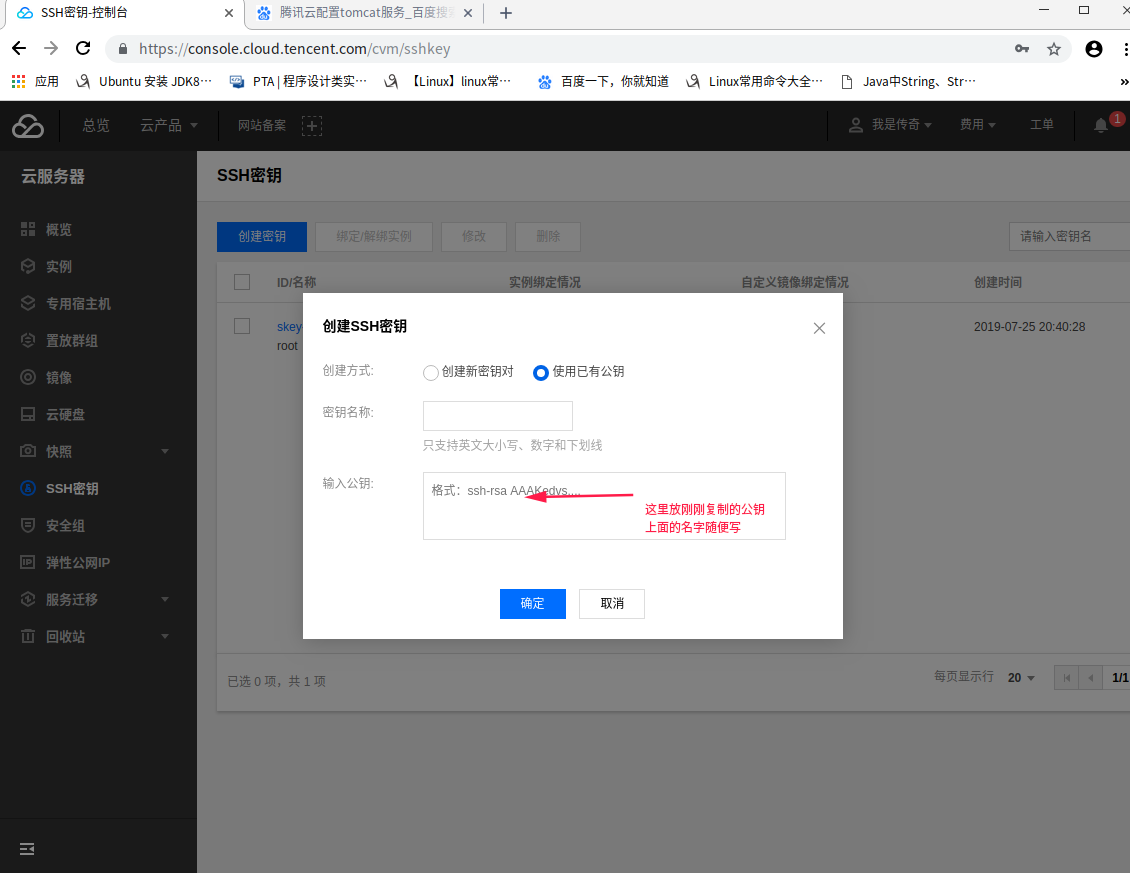 SSH密钥-控制台
腾讯云配置tomcat服务_百度搜索
https://console.cloud.tencent.com/cvm/sshkey
应用
Ubuntu 安装 JDK8…
PTA | 程序设计类实…
【Linux】linux常…
百度一下，你就知道
Linux常用命令大全…
Java中String、Str…
总览
云产品
网站备案
我是传奇
费用
工单
1
云服务器
概览
实例
专用宿主机
置放群组
镜像
云硬盘
快照
SSH密钥
安全组
弹性公网IP
服务迁移
回收站
SSH密钥
创建密钥
绑定/解绑实例
修改
删除
请输入密钥名
ID/名称
实例绑定情况
自定义镜像绑定情况
创建时间
skey
root
2019-07-25 20:40:28
创建SSH密钥
创建方式:
创建新密钥对
使用已有公钥
密钥名称:
只支持英文大小写、数字和下划线
输入公钥:
格式：ssh-rsa AAAKedvs....
这里放刚刚复制的公钥
上面的名字随便写
确定
取消
已选 0 项，共 1 项
每页显示行
20
1/1